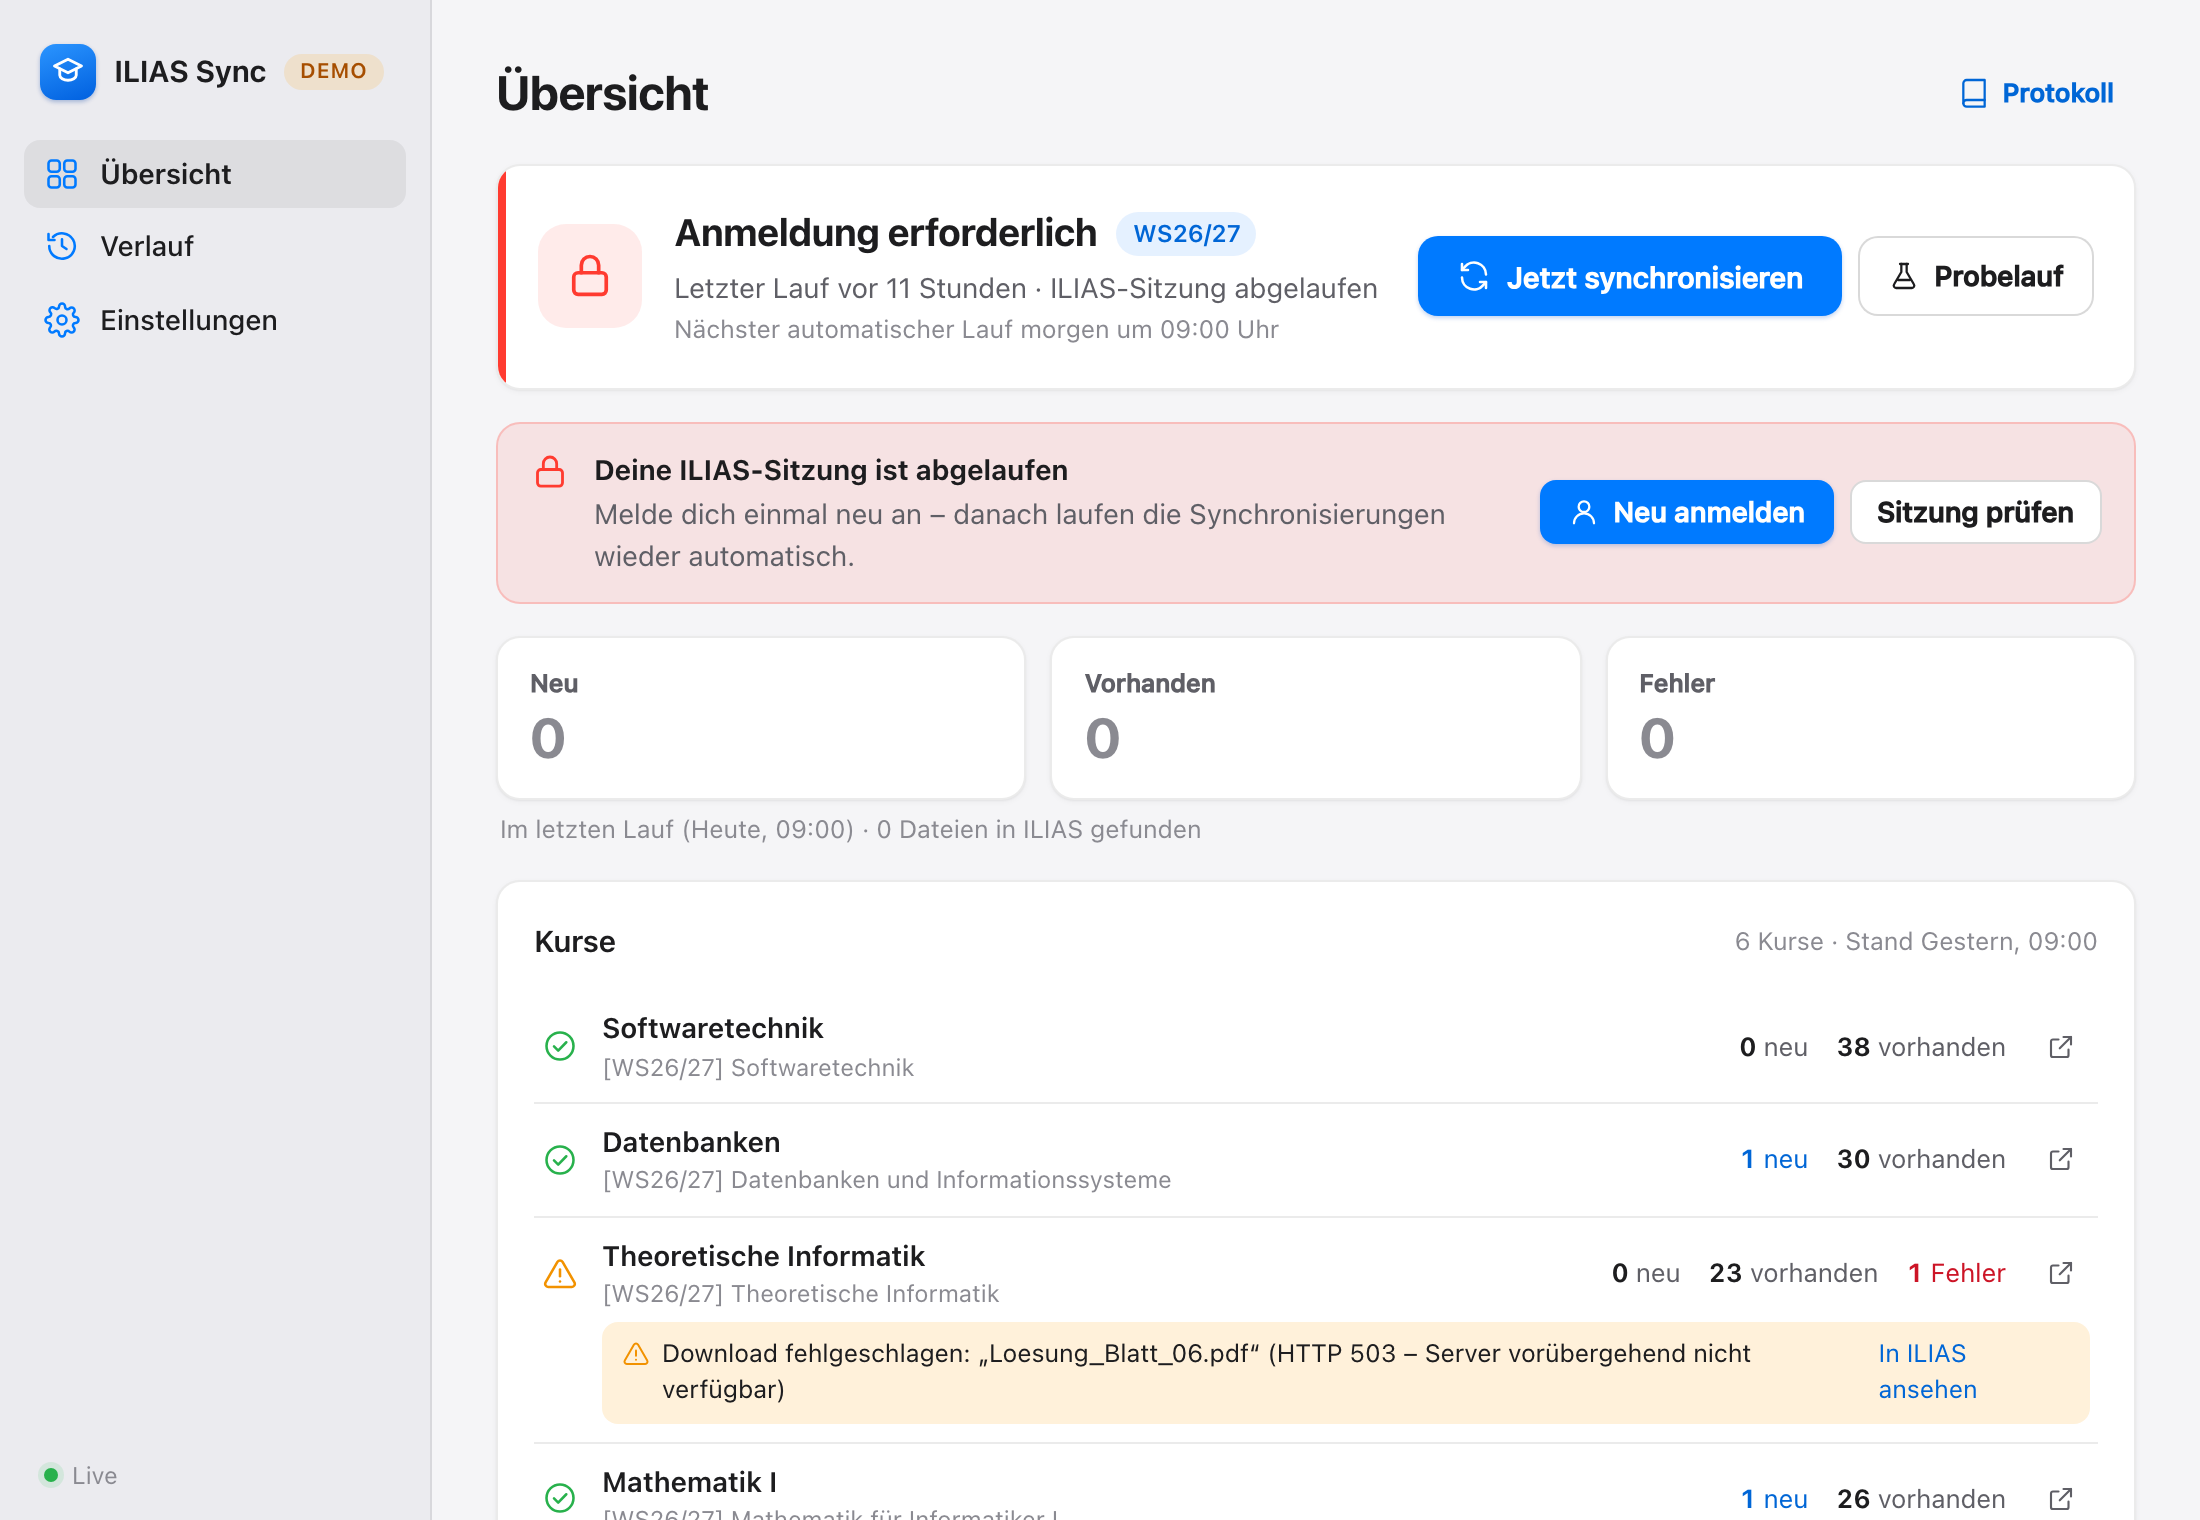 ILIAS Sync DEMO
Übersicht
Verlauf
Einstellungen
Live
Übersicht
Protokoll
Anmeldung erforderlich WS26/27
Letzter Lauf vor 11 Stunden · ILIAS-Sitzung abgelaufen
Nächster automatischer Lauf morgen um 09:00 Uhr
Jetzt synchronisieren
Probelauf
Deine ILIAS-Sitzung ist abgelaufen
Melde dich einmal neu an – danach laufen die Synchronisierungen
wieder automatisch.
Neu anmelden
Sitzung prüfen
Neu
0
Vorhanden
0
Fehler
0
Im letzten Lauf (Heute, 09:00) · 0 Dateien in ILIAS gefunden
Kurse
6 Kurse · Stand Gestern, 09:00
Softwaretechnik
[WS26/27] Softwaretechnik
0 neu 38 vorhanden
Datenbanken
[WS26/27] Datenbanken und Informationssysteme
1 neu 30 vorhanden
Theoretische Informatik
[WS26/27] Theoretische Informatik
0 neu 23 vorhanden 1 Fehler
Download fehlgeschlagen: „Loesung_Blatt_06.pdf“ (HTTP 503 – Server vorübergehend nicht
verfügbar)
In ILIAS
ansehen
Mathematik I
[WS26/27] Mathematik für Informatiker I
1 neu 26 vorhanden